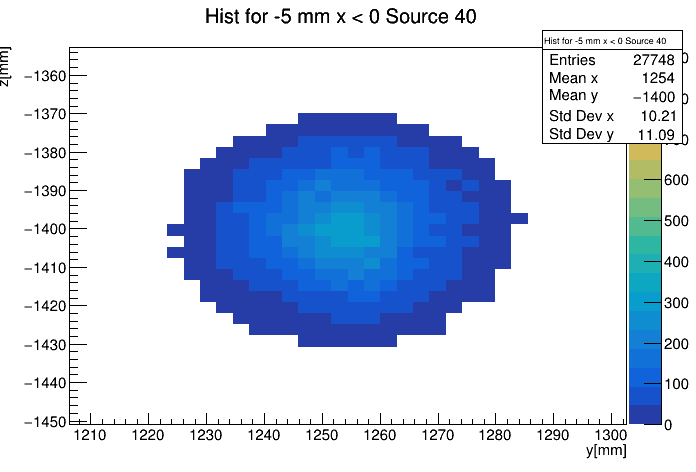 Hist for -5 mm x < 0 Source 40
z[mm]
−1360
−1370
−1380
−1390
−1400
−1410
−1420
−1430
−1440
−1450
1210 1220 1230 1240 1250 1260 1270 1280 1290 1300
y[mm]
Hist for -5 mm x < 0 Source 40
Entries 27748
Mean x 1254
Mean y −1400
Std Dev x 10.21
Std Dev y 11.09
600
500
400
300
200
100
0